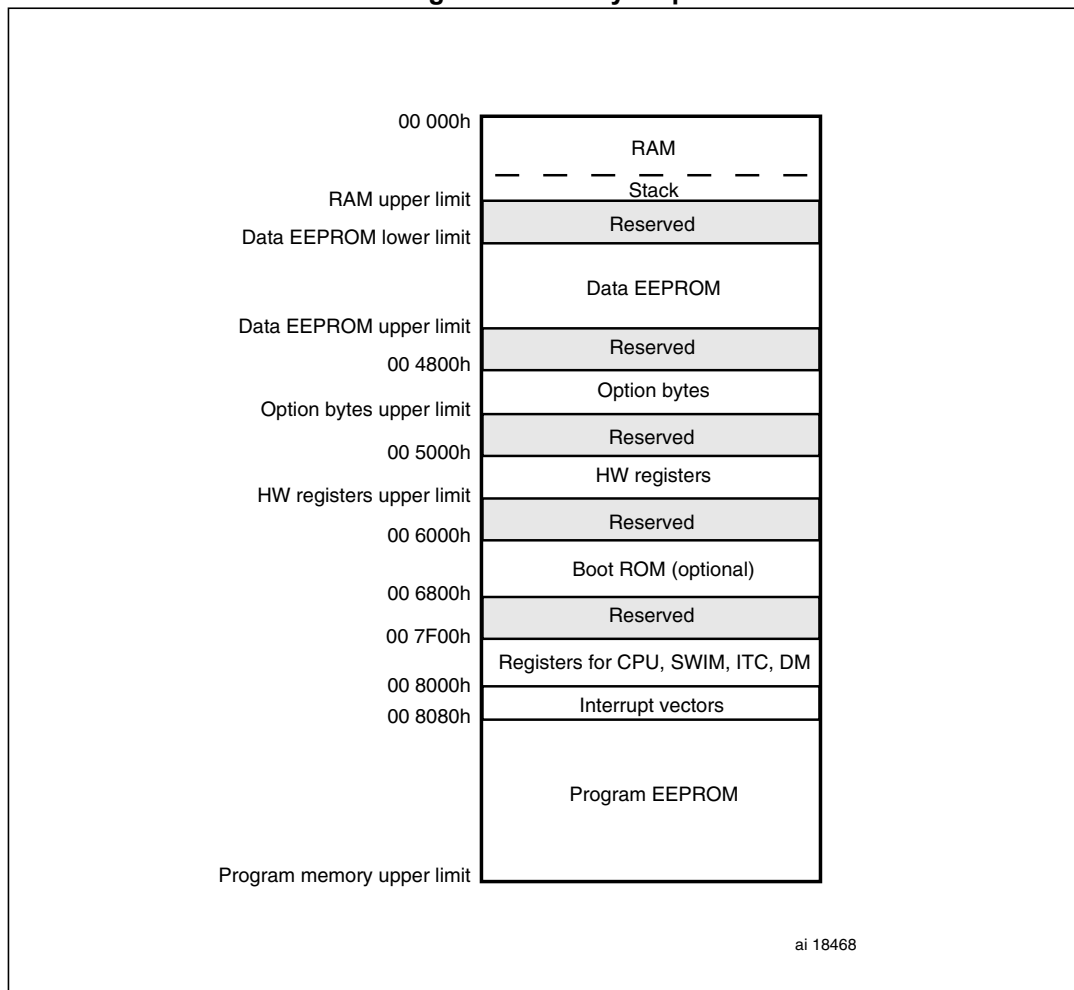 00 000h
RAM
Stack
RAM upper limit
Reserved
Data EEPROM lower limit
Data EEPROM
Data EEPROM upper limit
Reserved
00 4800h
Option bytes
Option bytes upper limit
Reserved
00 5000h
HW registers
HW registers upper limit
Reserved
00 6000h
Boot ROM (optional)
00 6800h
Reserved
00 7F00h
Registers for CPU, SWIM, ITC, DM
00 8000h
Interrupt vectors
00 8080h
Program EEPROM
Program memory upper limit
ai 18468